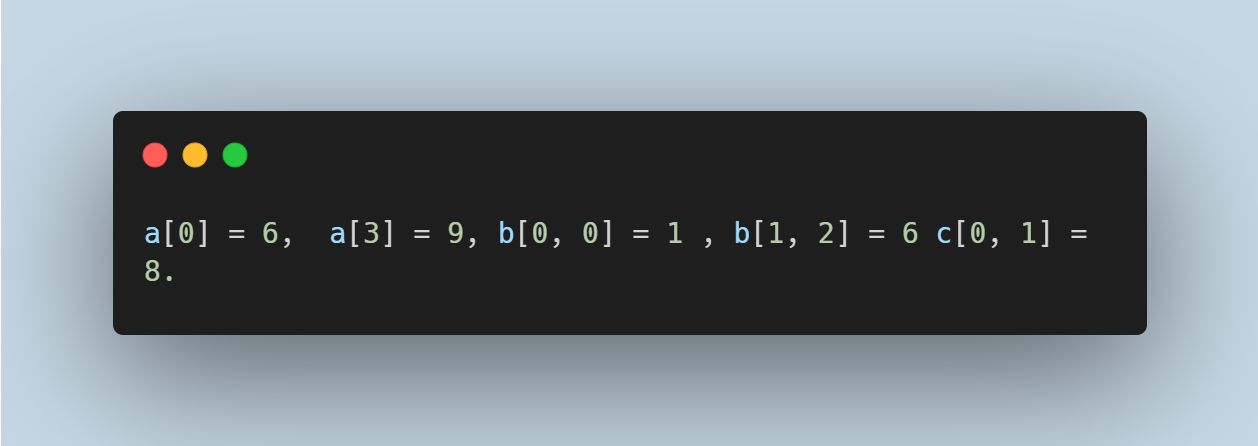 a[0] = 6,  a[3] = 9, b[0, 0] = 1 , b[1, 2] = 6 c[0, 1] =
8.